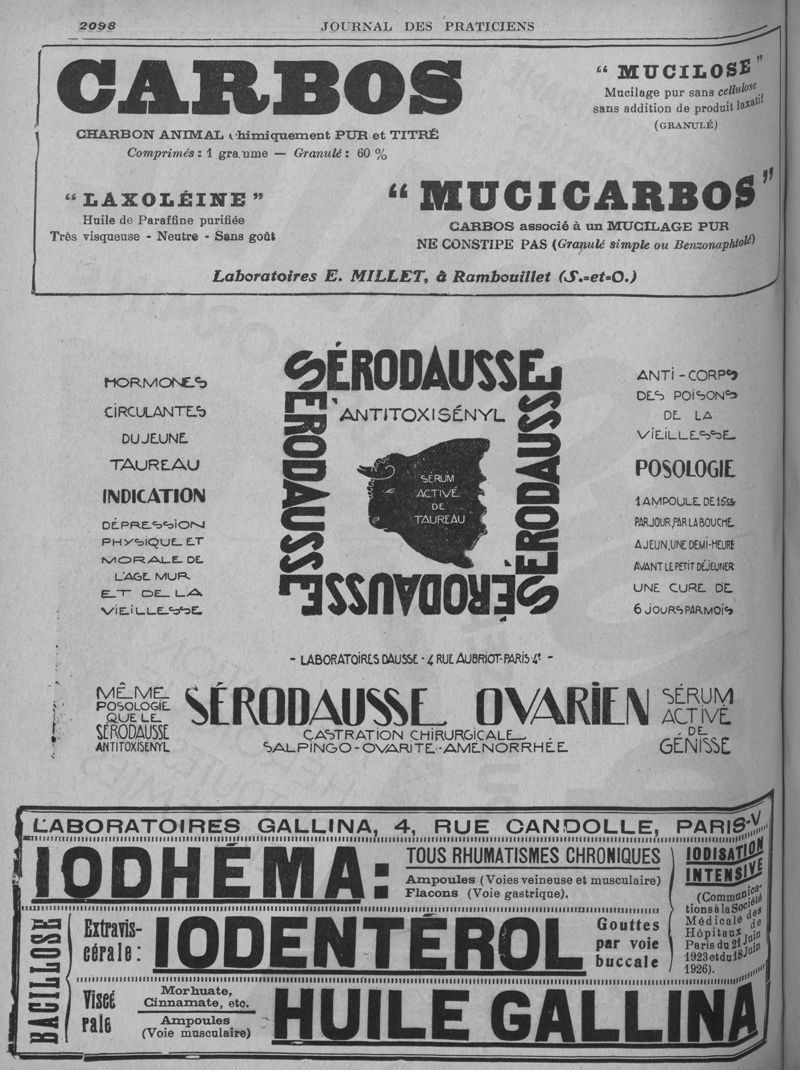 2098
JOURNAL DES PRATICIENS
CARBOS
CHARBON ANIMAL chimiquement PUR et TITRÉ
Comprimés : 1 gramme — Granulé : 60 %
“ MUCILOSE ”
Mucilage pur sans cellulose
sans addition de produit laxatif
(GRANULÉ)
“ LAXOLÉINE ”
Huile de Paraffine purifiée
Très visqueuse - Neutre - Sans goût
“ MUCICARBOS ”
CARBOS associé à un MUCILAGE PUR
NE CONSTIPE PAS (Granulé simple ou Benzonaphtolé)
Laboratoires E. MILLET, à Rambouillet (S.-et-O.)
HORMONES
CIRCULANTES
DU JEUNE
TAUREAU
INDICATION
DÉPRESSION
PHYSIQUE ET
MORALE DE
L'AGE MUR
ET DE LA
VIEILLESSE
SÉRODAUSSE
SÉRODAUSSE
SÉRODAUSSE
SÉRODAUSSE
ANTITOXISÉNYL
SÉRUM
ACTIVÉ
DE
TAUREAU
ANTI-CORPS
DES POISONS
DE LA
VIEILLESSE
POSOLOGIE
1 AMPOULE DE 15cc
PAR JOUR, PAR LA BOUCHE
A JEUN, UNE DEMI-HEURE
AVANT LE PETIT DÉJEUNER
UNE CURE DE
6 JOURS PAR MOIS
- LABORATOIRES DAUSSE - 4 RUE AUBRIOT-PARIS 4e -
MÊME
POSOLOGIE
QUE LE
SÉRODAUSSE
ANTITOXISENYL
SÉRODAUSSE OVARIEN
CASTRATION CHIRURGICALE
SALPINGO-OVARITE-AMÉNORRHÉE
SÉRUM
ACTIVÉ
DE
GÉNISSE
LABORATOIRES GALLINA, 4, RUE CANDOLLE, PARIS-V
IODHÉMA:
TOUS RHUMATISMES CHRONIQUES
Ampoules (Voies veineuse et musculaire)
Flacons (Voie gastrique).
IODISATION
INTENSIVE
(Communica-
tions à la Société
Médicale des
Hôpitaux de
Paris du 21 Juin
1923 et du 18 Juin
1926).
BACILLOSE
Extravis-
cérale :
IODENTÉROL
Gouttes
par voie
buccale
Viscé
rale
Morhuate,
Cinnamate, etc.
Ampoules
(Voie musculaire)
HUILE GALLINA